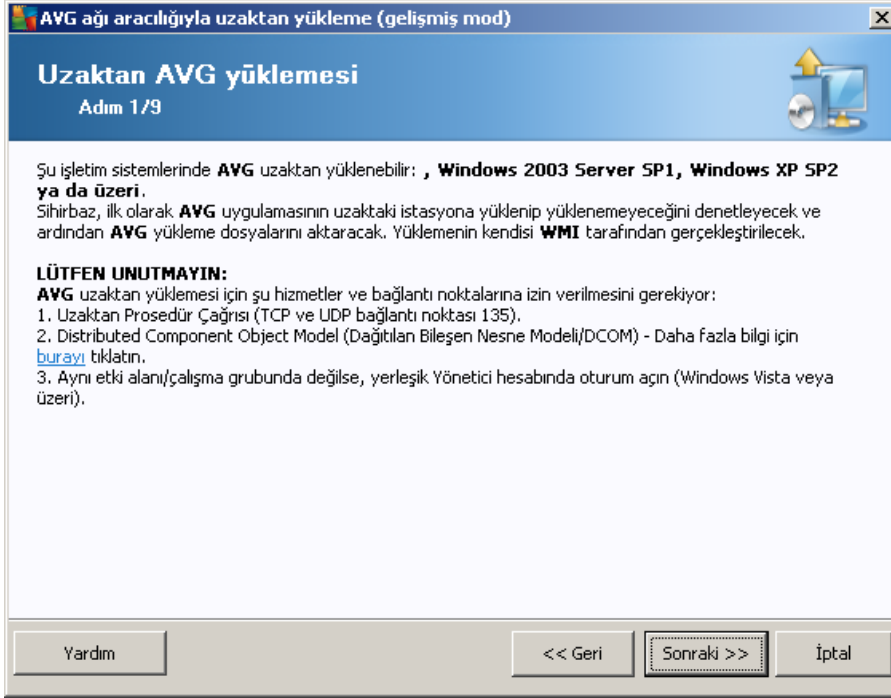 AVG ağı aracılığıyla uzaktan yükleme (gelişmiş mod)
Uzaktan AVG yüklemesi
Adım 1/9
Şu işletim sistemlerinde AVG uzaktan yüklenebilir: , Windows 2003 Server SP1, Windows XP SP2
ya da üzeri.
Sihirbaz, ilk olarak AVG uygulamasının uzaktaki istasyona yüklenip yüklenemeyeceğini denetleyecek ve
ardından AVG yükleme dosyalarını aktaracak. Yüklemenin kendisi WMI tarafından gerçekleştirilecek.
LÜTFEN UNUTMAYIN:
AVG uzaktan yüklemesi için şu hizmetler ve bağlantı noktalarına izin verilmesini gerekiyor:
1. Uzaktan Prosedür Çağrısı (TCP ve UDP bağlantı noktası 135).
2. Distributed Component Object Model (Dağıtılan Bileşen Nesne Modeli/DCOM) - Daha fazla bilgi için
burayı tıklatın.
3. Aynı etki alanı/çalışma grubunda değilse, yerleşik Yönetici hesabında oturum açın (Windows Vista veya
üzeri).
Yardım
<< Geri
Sonraki >>
İptal